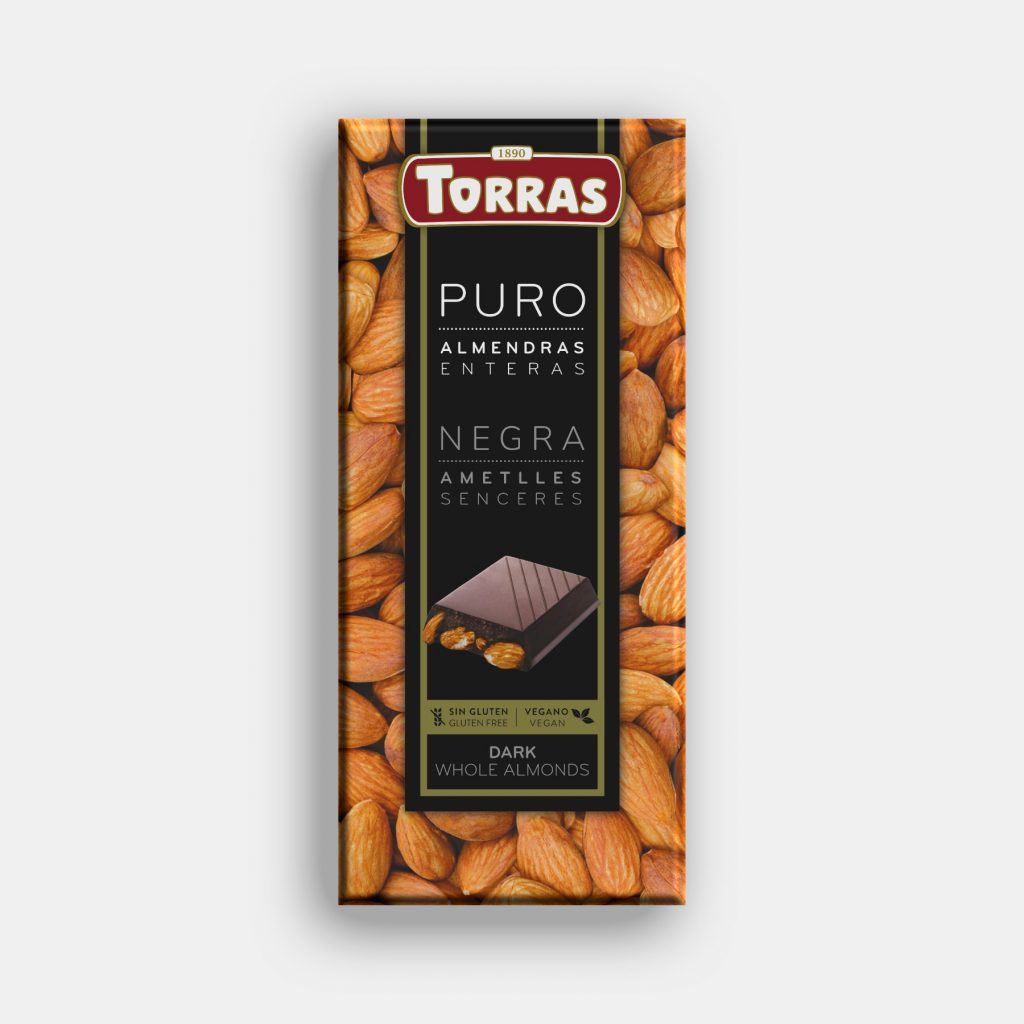 1890
TORRAS
PURO
ALMENDRAS
ENTERAS
NEGRA
AMETLLES
SENCERES
SIN GLUTEN | VEGANO
GLUTEN FREE | VEGAN
DARK
WHOLE ALMONDS